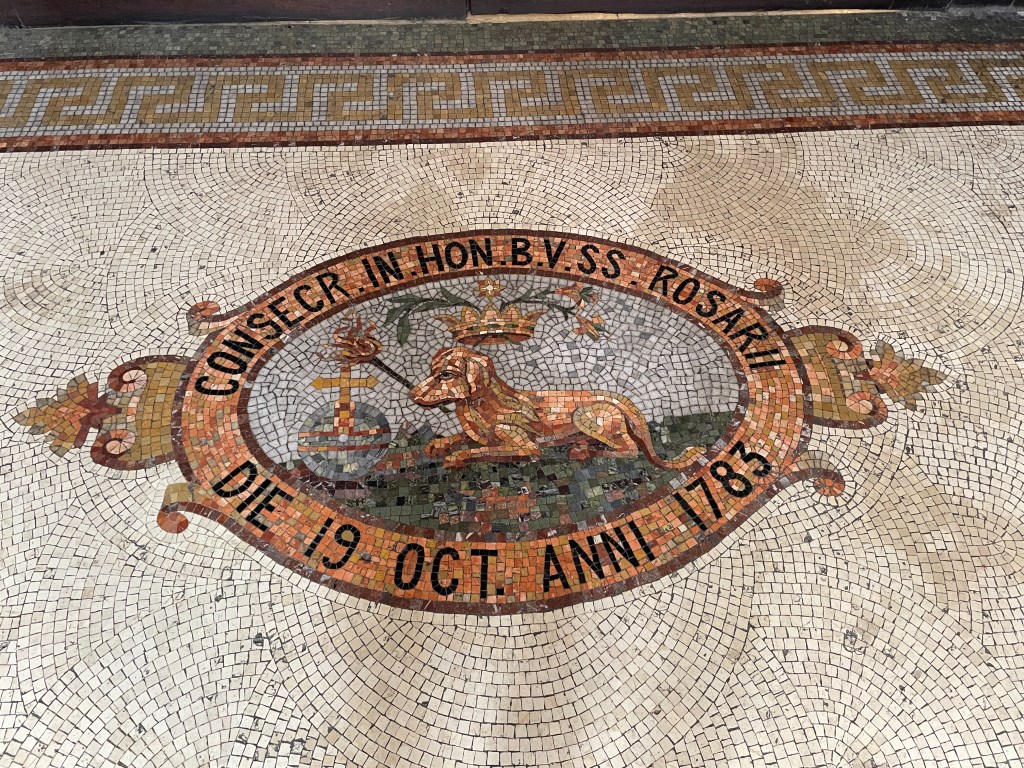 CONSECR.IN.HON.B.V.SS.ROSARII
DIE 19 OCT. ANNI 1783